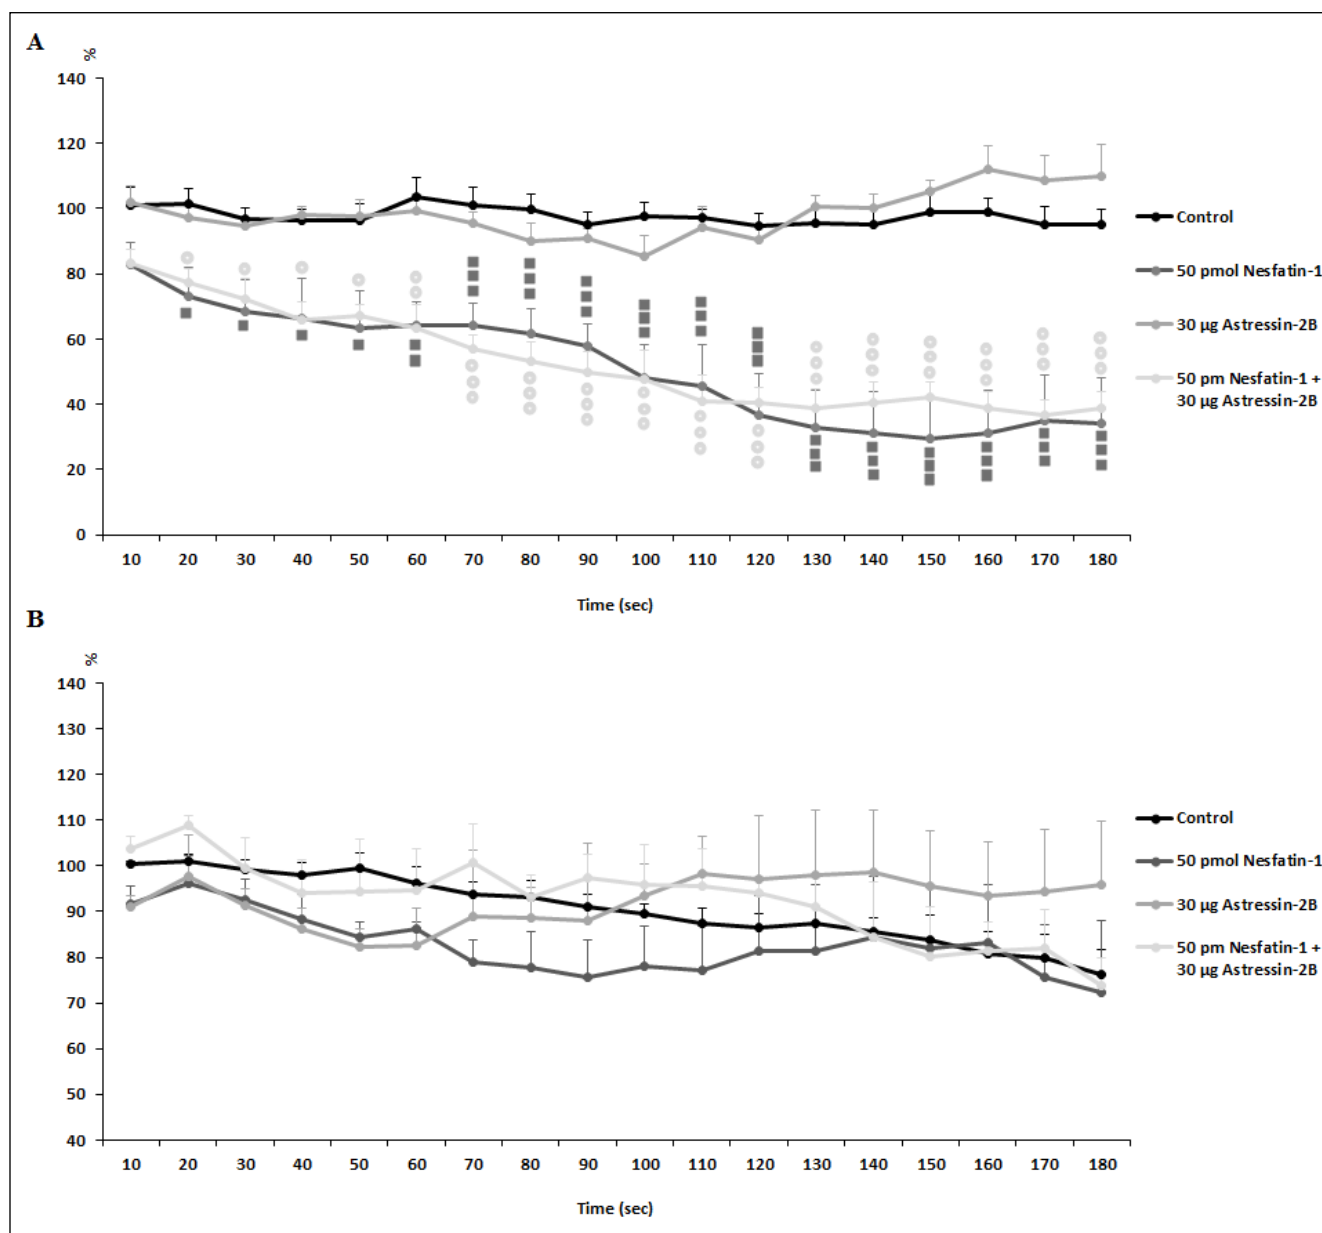 A
%
140
120
100
80
60
40
20
0
10 20 30 40 50 60 70 80 90 100 110 120 130 140 150 160 170 180
Time (sec)
Control
50 pmol Nesfatin-1
30 µg Astressin-2B
50 pm Nesfatin-1 +
30 µg Astressin-2B
B
%
140
130
120
110
100
90
80
70
60
50
40
10 20 30 40 50 60 70 80 90 100 110 120 130 140 150 160 170 180
Time (sec)
Control
50 pmol Nesfatin-1
30 µg Astressin-2B
50 pm Nesfatin-1 +
30 µg Astressin-2B